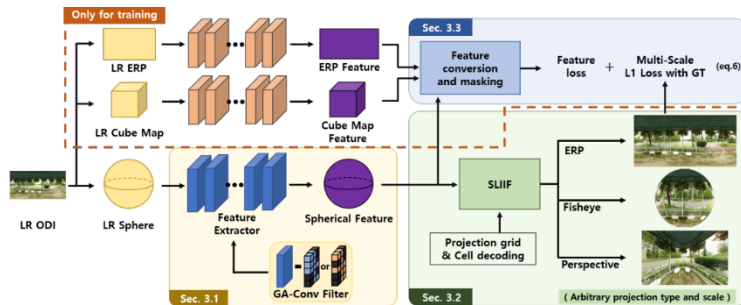 Only for training
LR ERP
ERP Feature
LR Cube Map
Cube Map
Feature
Sec. 3.3
Feature
conversion
and masking
Feature
loss
+
Multi-Scale
L1 Loss with GT
(eq.6)
LR ODI
LR Sphere
Feature
Extractor
Spherical Feature
GA-Conv Filter
or
Sec. 3.1
SLIIF
Projection grid
& Cell decoding
ERP
Fisheye
Perspective
Sec. 3.2
( Arbitrary projection type and scale )